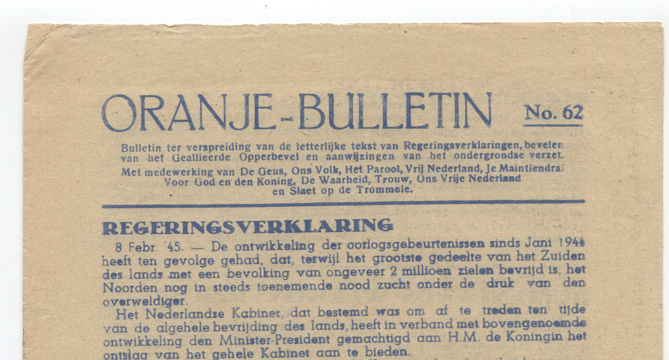 ORANJE-BULLETIN No. 62
Bulletin ter verspreiding van de letterlijke tekst van Regeringsverklaringen, bevelen
van het Geallieerde Opperbevel en aanwijzingen van het ondergrondse verzet.
Met medewerking van De Geus, Ons Volk, Het Parool, Vrij Nederland, Je Maintiendrai
Voor God en den Koning, De Waarheid, Trouw, Ons Vrije Nederland
en Slaet op de Trommele.
REGERINGSVERKLARING
8 Febr. '45. — De ontwikkeling der oorlogsgebeurtenissen sinds Jani 1944
heeft ten gevolge gehad, dat, terwijl het grootste gedeelte van het Zuiden
des lands met een bevolking van ongeveer 2 millioen zielen bevrijd is, het
Noorden nog in steeds toenemende nood zucht onder de druk van den
overweldiger.
Het Nederlandse Kabinet, dat bestemd was om af te treden ten tijde
van de algehele bevrijding des lands, heeft in verband met bovengenoemde
ontwikkeling den Minister-President gemachtigd aan H.M. de Koningin het
ontslag van het gehele Kabinet aan te bieden.